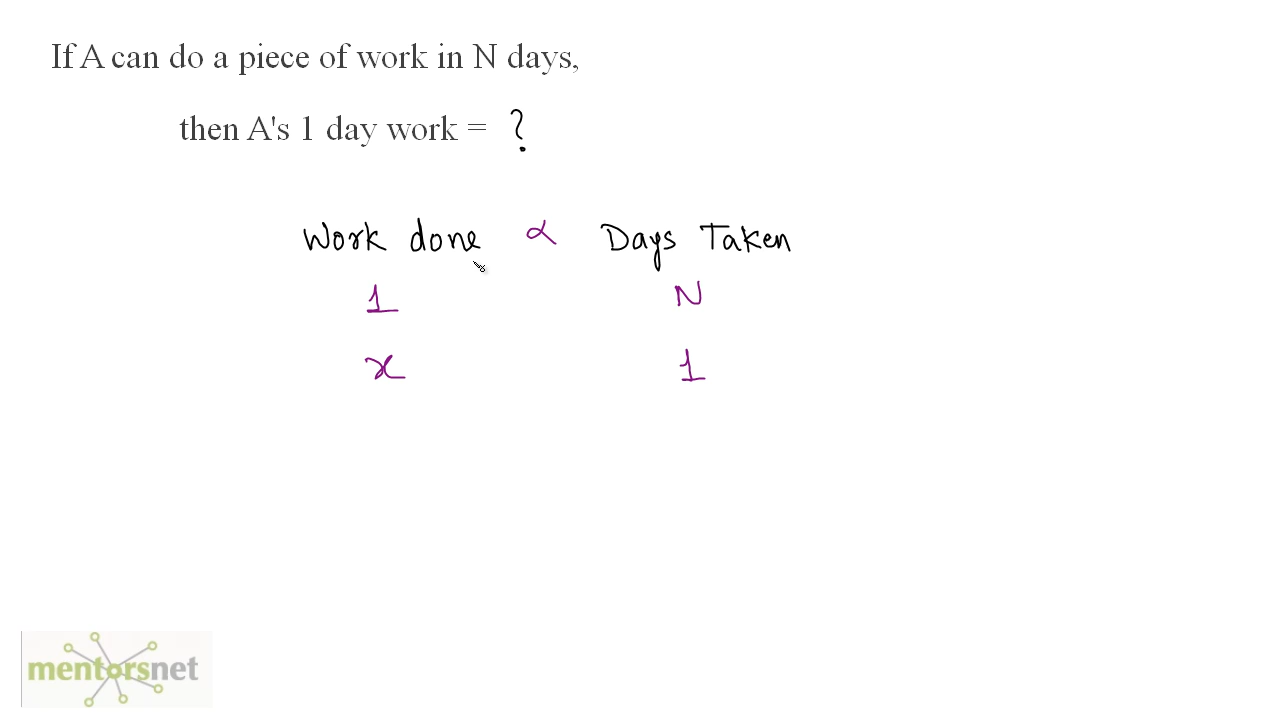 If A can do a piece of work in N days,
then A's 1 day work = ?
Work done ∝ Days Taken
1 N
x 1
mentorsnet